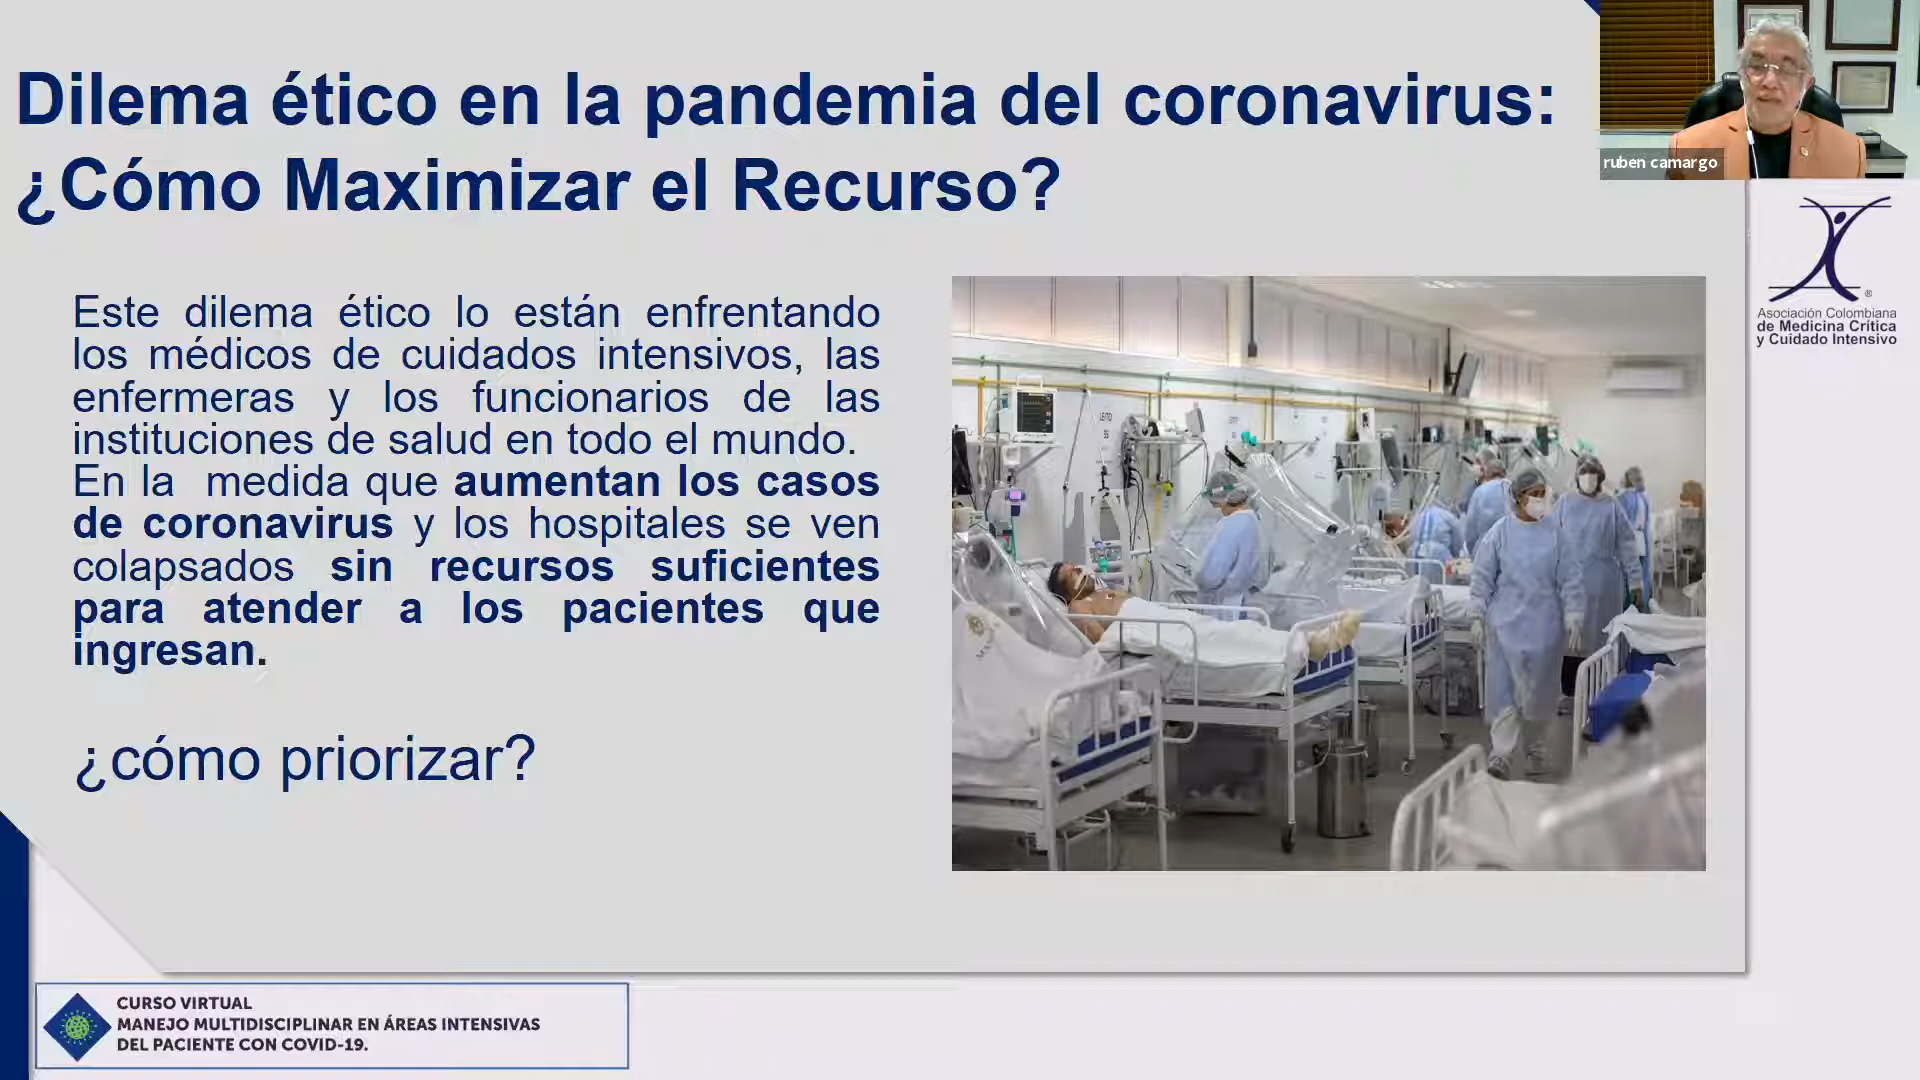 Dilema ético en la pandemia del coronavirus:
¿Cómo Maximizar el Recurso?
ruben camargo
Asociación Colombiana
de Medicina Crítica
y Cuidado Intensivo
Este dilema ético lo están enfrentando
los médicos de cuidados intensivos, las
enfermeras y los funcionarios de las
instituciones de salud en todo el mundo.
En la medida que aumentan los casos
de coronavirus y los hospitales se ven
colapsados sin recursos suficientes
para atender a los pacientes que
ingresan.
¿cómo priorizar?
LEITO
CURSO VIRTUAL
MANEJO MULTIDISCIPLINAR EN ÁREAS INTENSIVAS
DEL PACIENTE CON COVID-19.